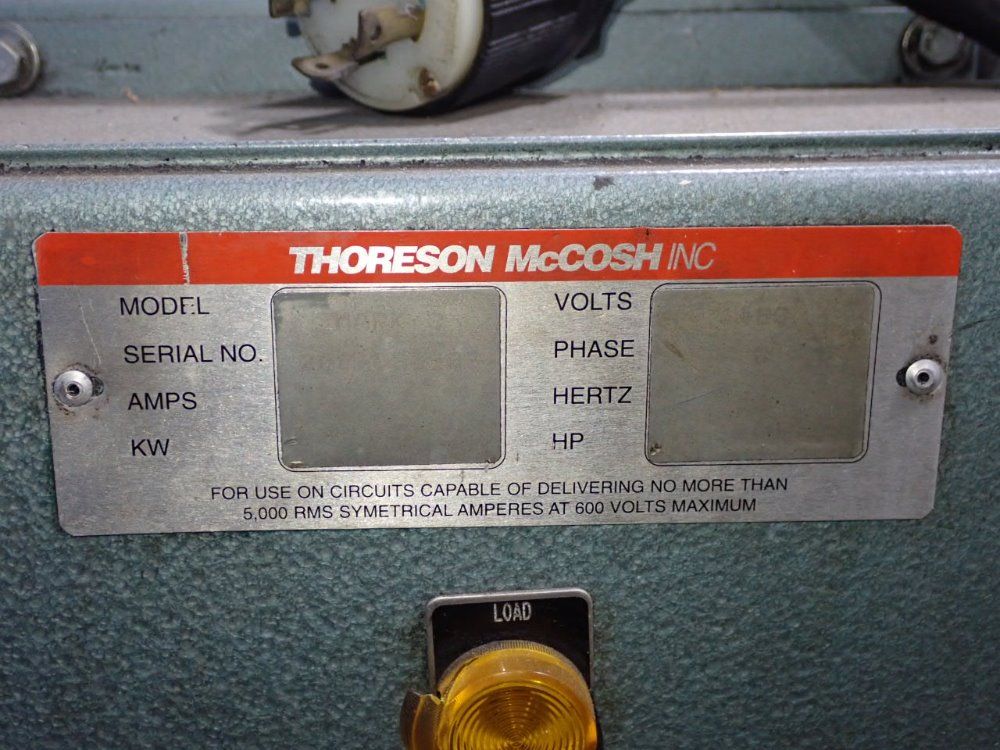 THORESON McCOSH INC
MODEL
SERIAL NO.
AMPS
KW
VOLTS
PHASE
HERTZ
HP
FOR USE ON CIRCUITS CAPABLE OF DELIVERING NO MORE THAN
5,000 RMS SYMETRICAL AMPERES AT 600 VOLTS MAXIMUM
LOAD